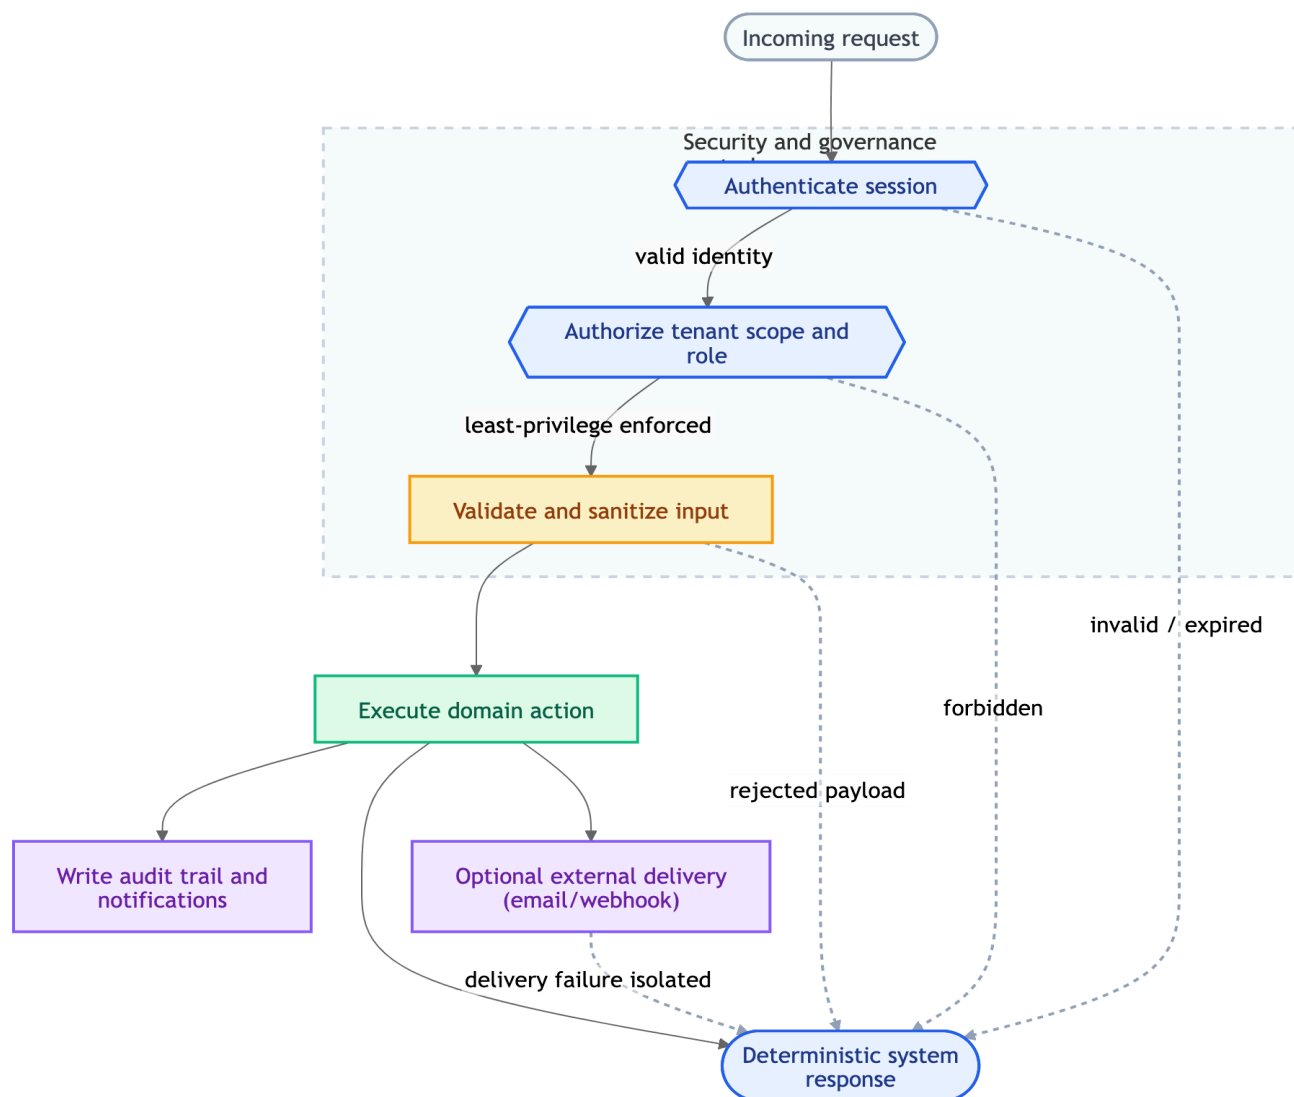 Incoming request
Security and governance
Authenticate session
valid identity
Authorize tenant scope and
role
least-privilege enforced
Validate and sanitize input
invalid / expired
Execute domain action
forbidden
rejected payload
Write audit trail and
notifications
Optional external delivery
(email/webhook)
delivery failure isolated
Deterministic system
response